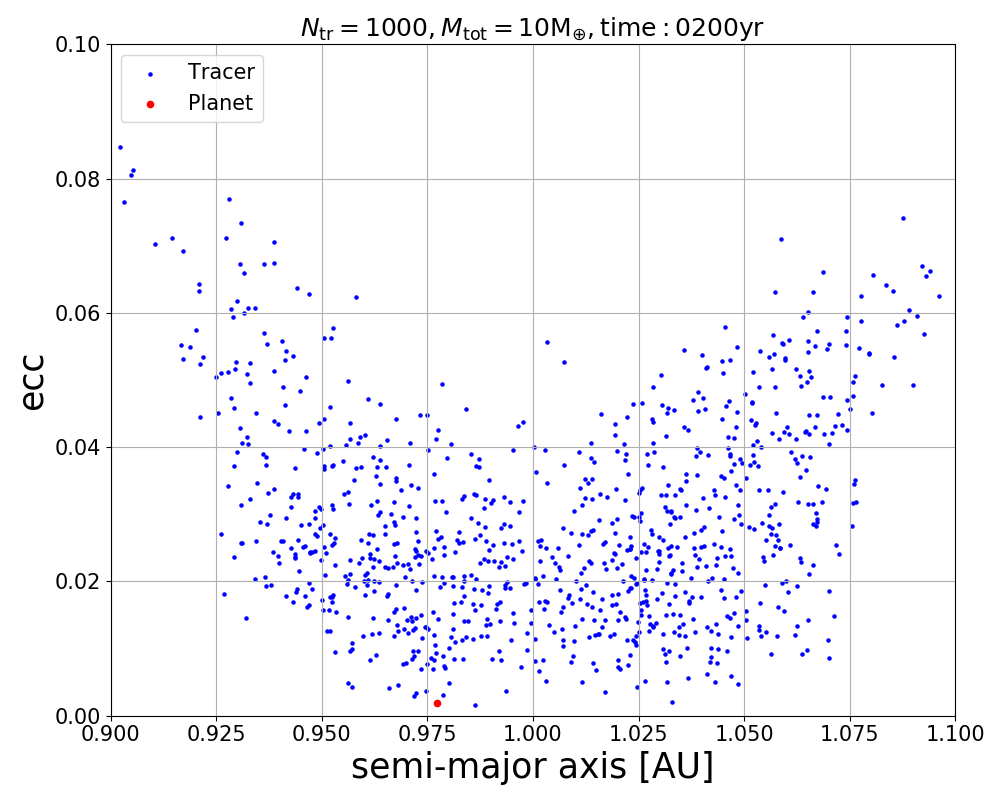 N_tr = 1000, M_tot = 10M_⊕, time : 0200yr
Tracer
Planet
ecc
0.10
0.08
0.06
0.04
0.02
0.00
0.900 0.925 0.950 0.975 1.000 1.025 1.050 1.075 1.100
semi-major axis [AU]